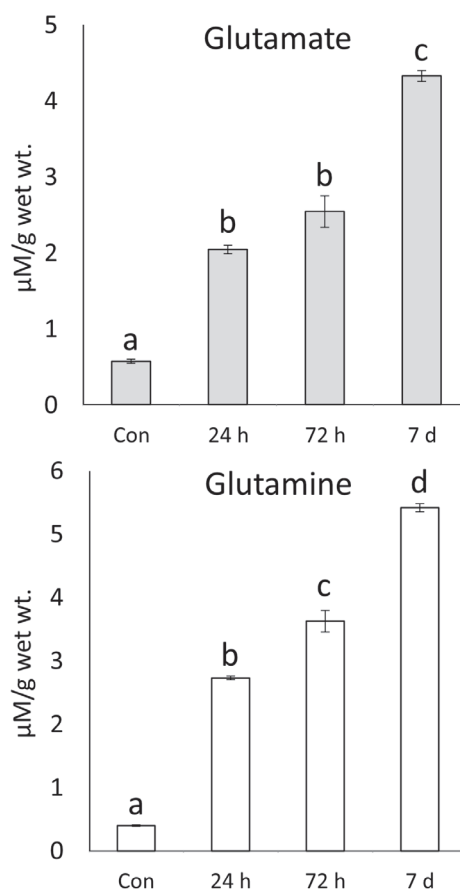 Glutamate
µM/g wet wt.
5
4
3
2
1
0
a
b
b
c
Con 24 h 72 h 7 d
Glutamine
µM/g wet wt.
6
5
4
3
2
1
0
a
b
c
d
Con 24 h 72 h 7 d